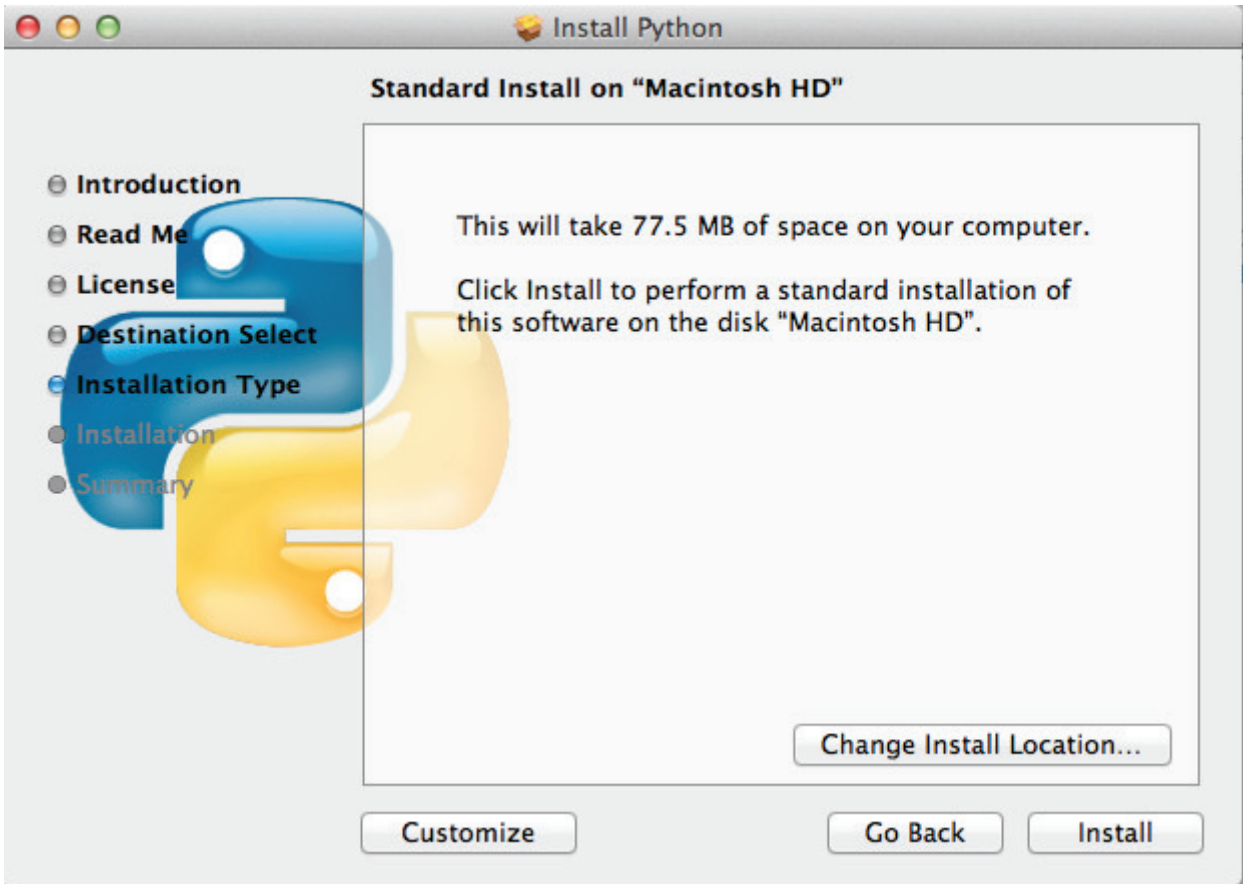 Install Python
Standard Install on “Macintosh HD"
Introduction
Read Me
License
Destination Select
Installation Type
Installation
Summary
This will take 77.5 MB of space on your computer.
Click Install to perform a standard installation of
this software on the disk “Macintosh HD”.
Change Install Location...
Customize
Go Back
Install